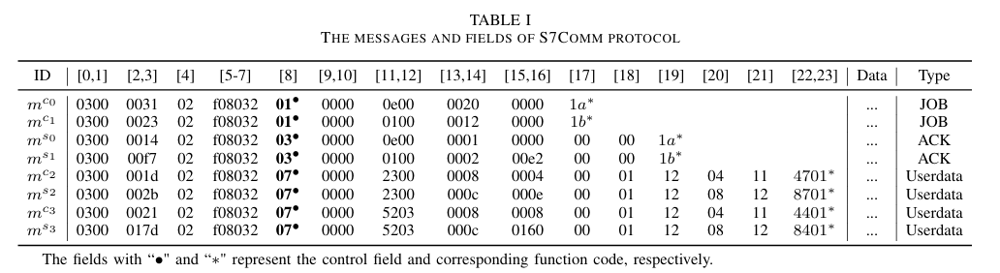 TABLE I
THE MESSAGES AND FIELDS OF S7COMM PROTOCOL
ID [0,1] [2,3] [4] [5-7] [8] [9,10] [11,12] [13,14] [15,16] [17] [18] [19] [20] [21] [22,23] Data Type
m^{c_0} 0300 0031 02 f08032 01• 0000 0e00 0020 0000 1a* ... JOB
m^{c_1} 0300 0023 02 f08032 01• 0000 0100 0012 0000 1b* ... JOB
m^{s_0} 0300 0014 02 f08032 03• 0000 0e00 0001 0000 00 00 1a* ... ACK
m^{s_1} 0300 00f7 02 f08032 03• 0000 0100 0002 00e2 00 00 1b* ... ACK
m^{c_2} 0300 001d 02 f08032 07• 0000 2300 0008 0004 00 01 12 04 11 4701* ... Userdata
m^{s_2} 0300 002b 02 f08032 07• 0000 2300 000c 000e 00 01 12 08 12 8701* ... Userdata
m^{c_3} 0300 0021 02 f08032 07• 0000 5203 0008 0008 00 01 12 04 11 4401* ... Userdata
m^{s_3} 0300 017d 02 f08032 07• 0000 5203 000c 0160 00 01 12 08 12 8401* ... Userdata
The fields with “•" and “*" represent the control field and corresponding function code, respectively.